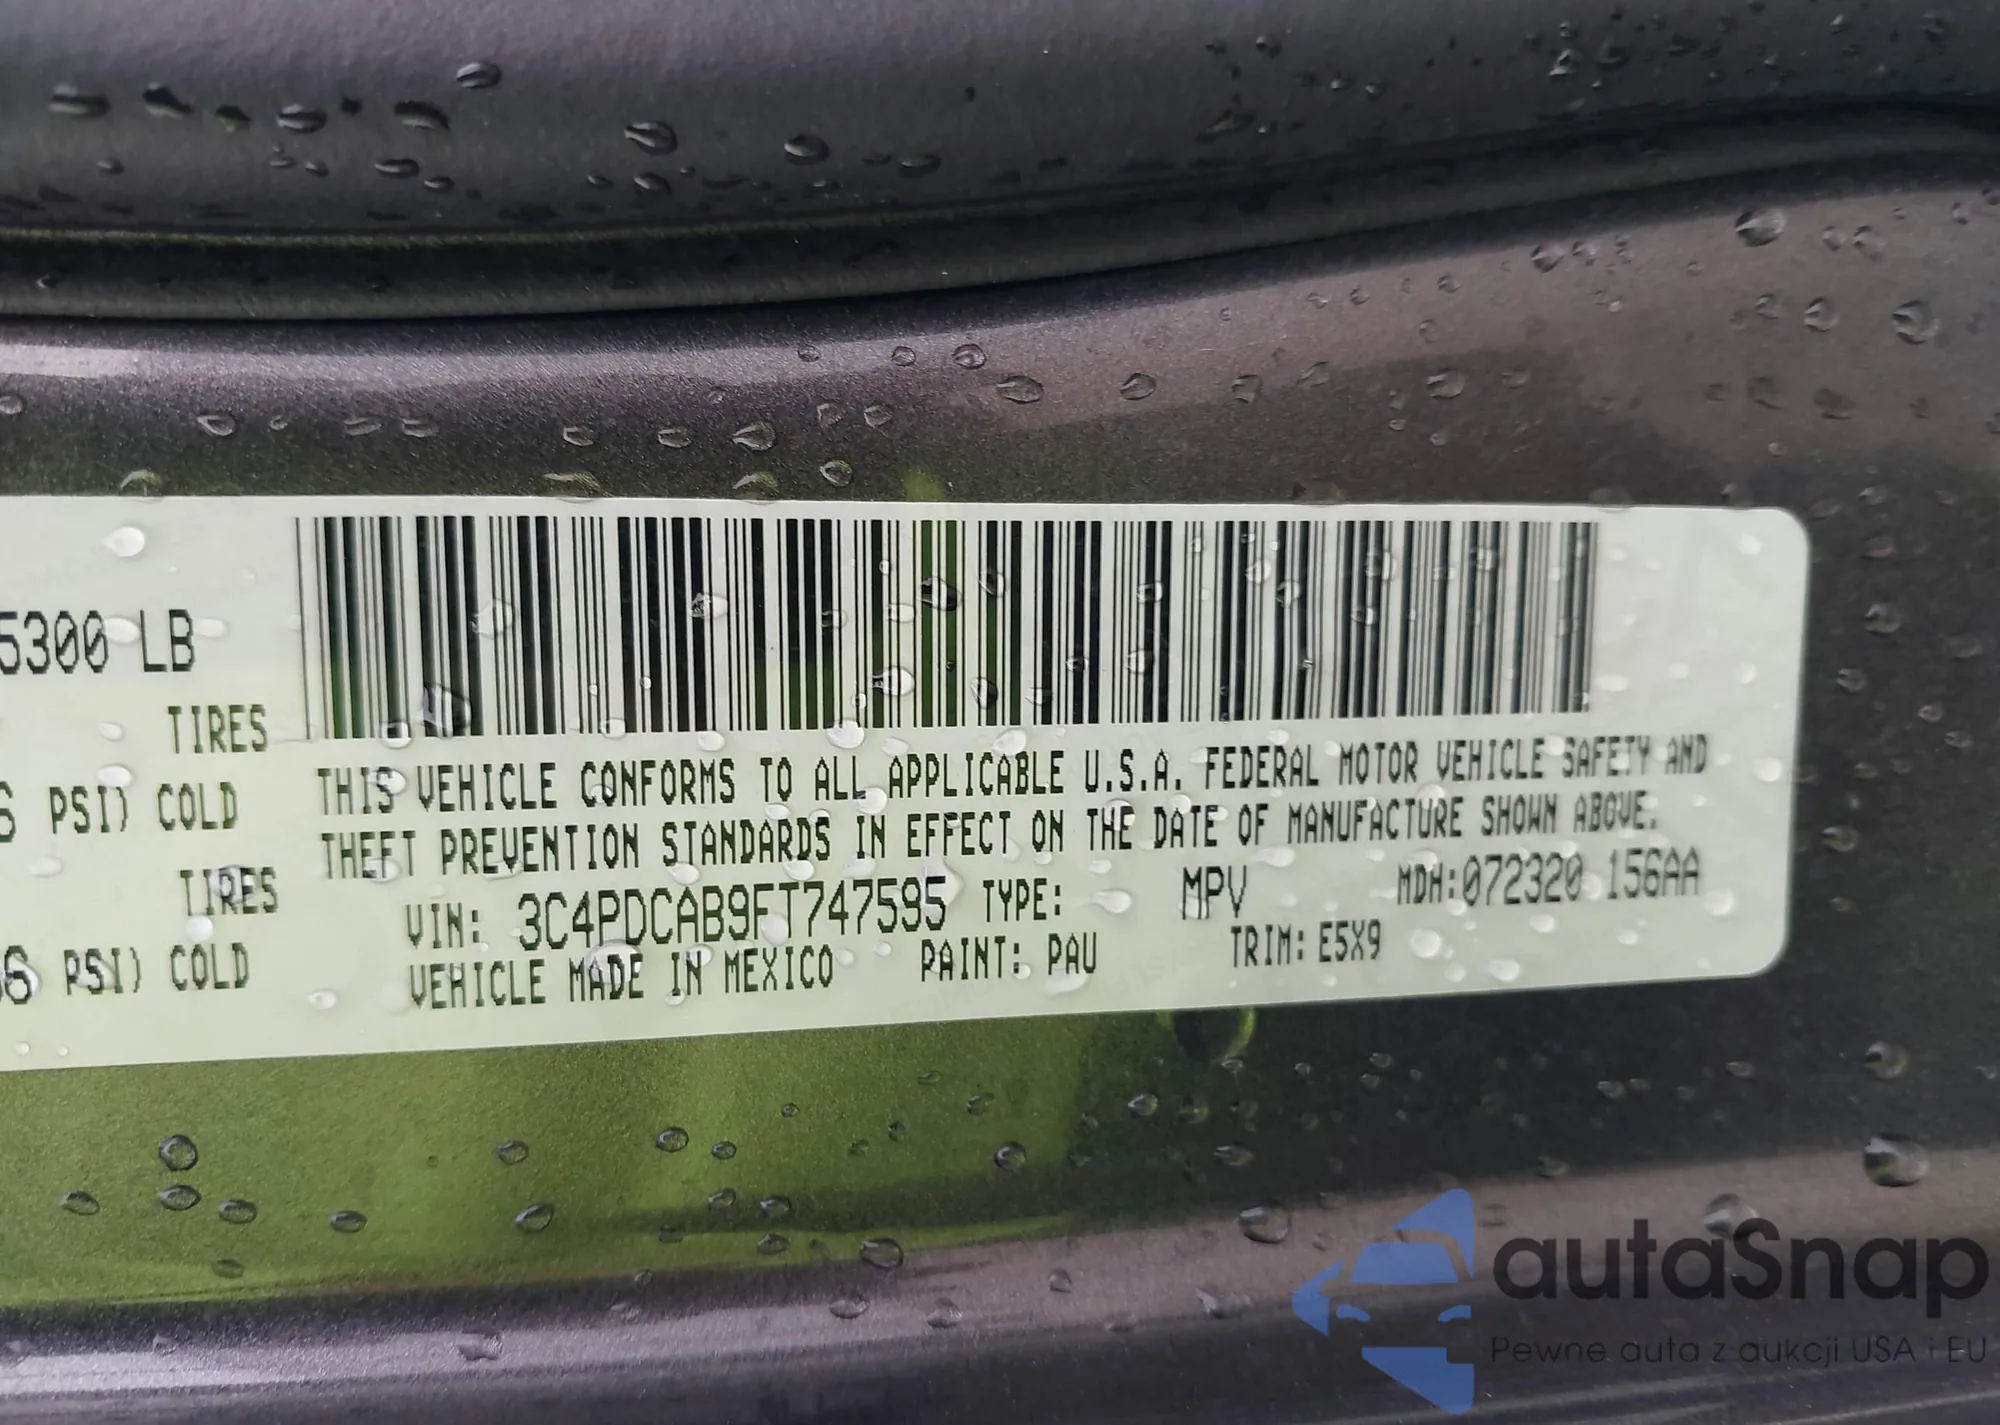 5300 LB
TIRES
6 PSI) COLD
TIRES
36 PSI) COLD
THIS VEHICLE CONFORMS TO ALL APPLICABLE U.S.A. FEDERAL MOTOR VEHICLE SAFETY AND
THEFT PREVENTION STANDARDS IN EFFECT ON THE DATE OF MANUFACTURE SHOWN ABOVE.
VIN: 3C4PDCAB9FT747595 TYPE: MPV MDH:072320 156AA
VEHICLE MADE IN MEXICO PAINT: PAU TRIM: E5X9
autaSnap
Pewne auta z aukcji USA i EU